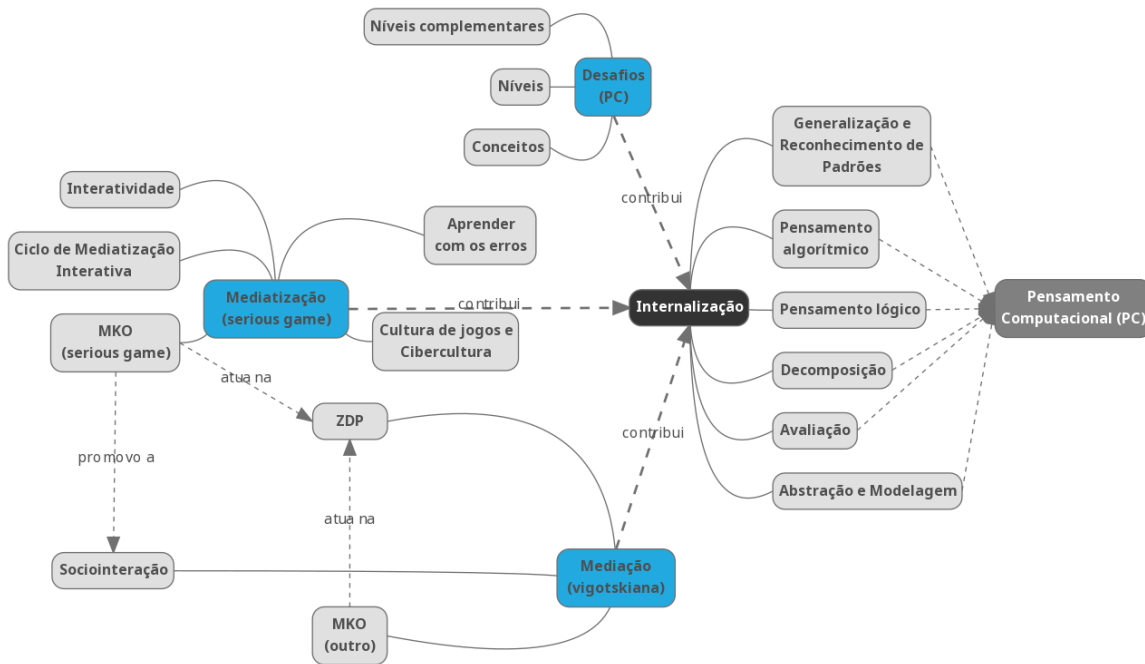 Níveis complementares
Níveis
Conceitos
Desafios
(PC)
Interatividade
Ciclo de Mediatização
Interativa
Aprender
com os erros
Mediatização
(serious game)
MKO
(serious game)
Cultura de jogos e
Cibercultura
atua na
promovo a
ZDP
atua na
Sociointeração
MKO
(outro)
Mediação
(vigotskiana)
contribui
contribui
contribui
Internalização
Generalização e
Reconhecimento de
Padrões
Pensamento
algorítmico
Pensamento lógico
Decomposição
Avaliação
Abstração e Modelagem
Pensamento
Computacional (PC)